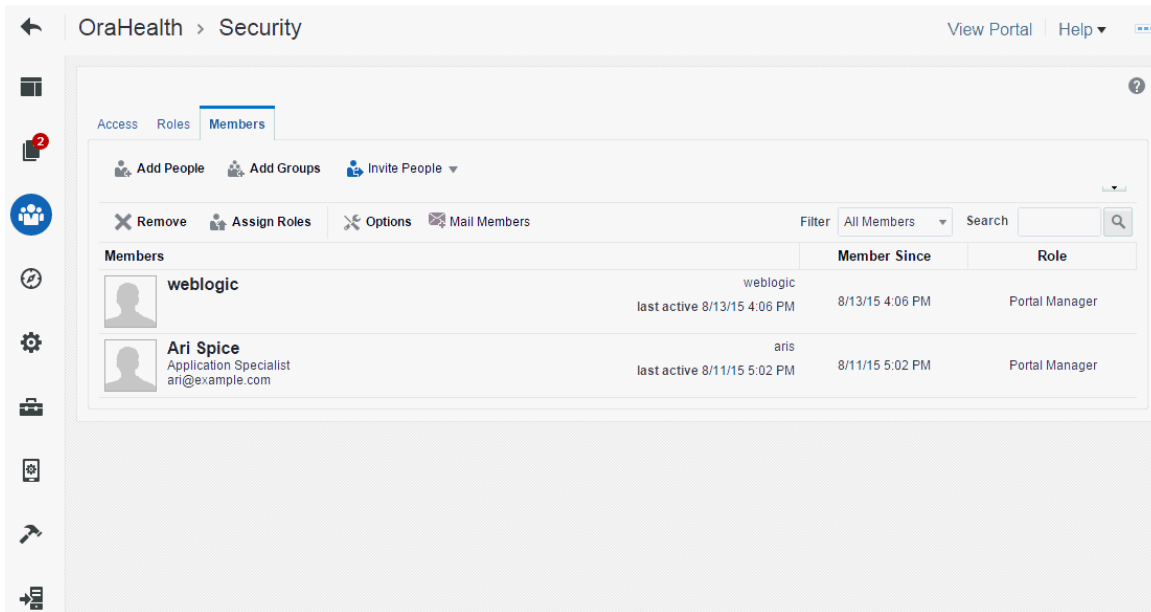 OraHealth > Security View Portal Help
2
Access Roles Members
Add People Add Groups Invite People
Remove Assign Roles Options Mail Members Filter All Members Search
Members Member Since Role
weblogic weblogic
last active 8/13/15 4:06 PM 8/13/15 4:06 PM Portal Manager
Ari Spice aris
Application Specialist
last active 8/11/15 5:02 PM 8/11/15 5:02 PM Portal Manager
ari@example.com